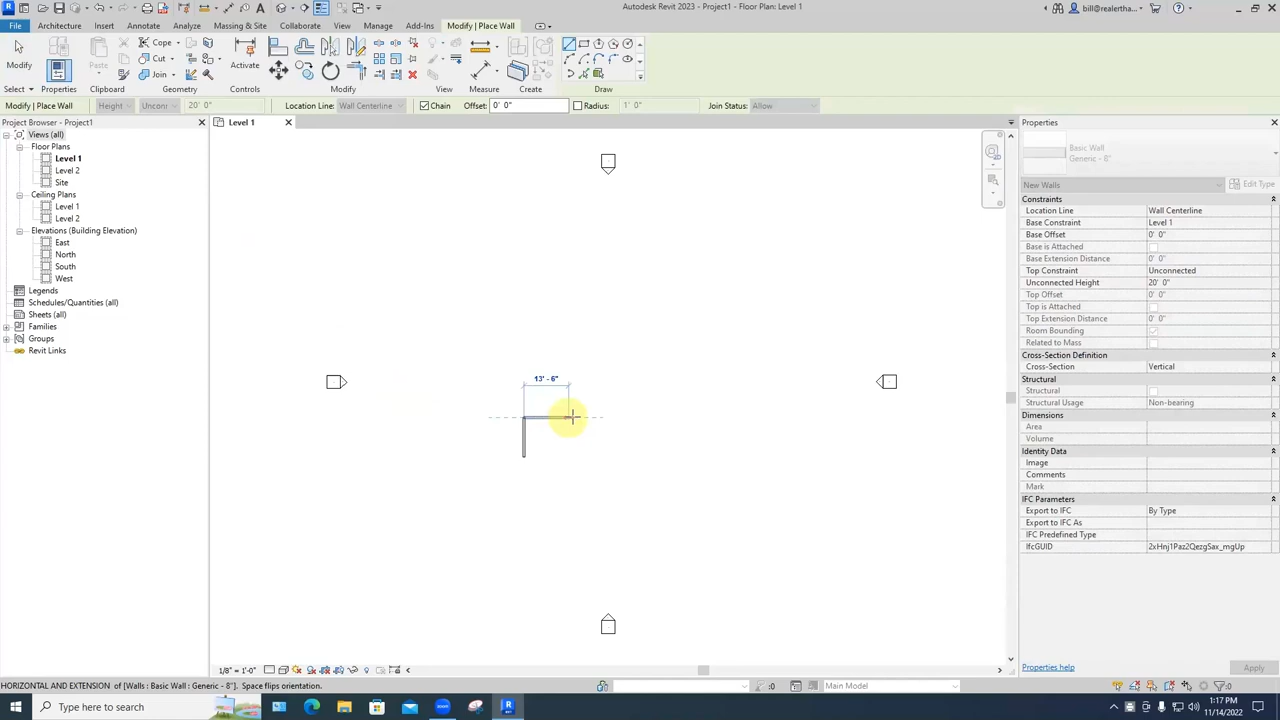 Autodesk Revit 2023 - Project1 - Floor Plan: Level 1
bill@realertha...
File Architecture Insert Annotate Analyze Massing & Site Collaborate View Manage Add-Ins Modify | Place Wall
Modify
Paste
Cope
Cut
Join
Activate
Select Properties Clipboard Geometry Controls Modify View Measure Create Draw
Modify | Place Wall Height Unconr 20' 0" Location Line: Wall Centerline Chain Offset: 0' 0" Radius: 1' 0" Join Status: Allow
Project Browser - Project1
Level 1
Properties
Views (all)
Floor Plans
Level 1
Level 2
Site
Ceiling Plans
Level 1
Level 2
Elevations (Building Elevation)
East
North
South
West
Legends
Schedules/Quantities (all)
Sheets (all)
Families
Groups
Revit Links
13' - 6"
Basic Wall
Generic - 8"
New Walls Edit Type
Constraints
Location Line Wall Centerline
Base Constraint Level 1
Base Offset 0' 0"
Base is Attached
Base Extension Distance 0' 0"
Top Constraint Unconnected
Unconnected Height 20' 0"
Top Offset 0' 0"
Top is Attached
Top Extension Distance 0' 0"
Room Bounding
Related to Mass
Cross-Section Definition
Cross-Section Vertical
Structural
Structural
Structural Usage Non-bearing
Dimensions
Area
Volume
Identity Data
Image
Comments
Mark
IFC Parameters
Export to IFC By Type
Export to IFC As
IFC Predefined Type
IfcGUID 2xHnj1Paz2QezgSax_mgUp
Properties help Apply
1/8" = 1'-0"
HORIZONTAL AND EXTENSION of [Walls : Basic Wall : Generic - 8"]. Space flips orientation.
:0 Main Model :0
Type here to search
1:17 PM
11/14/2022